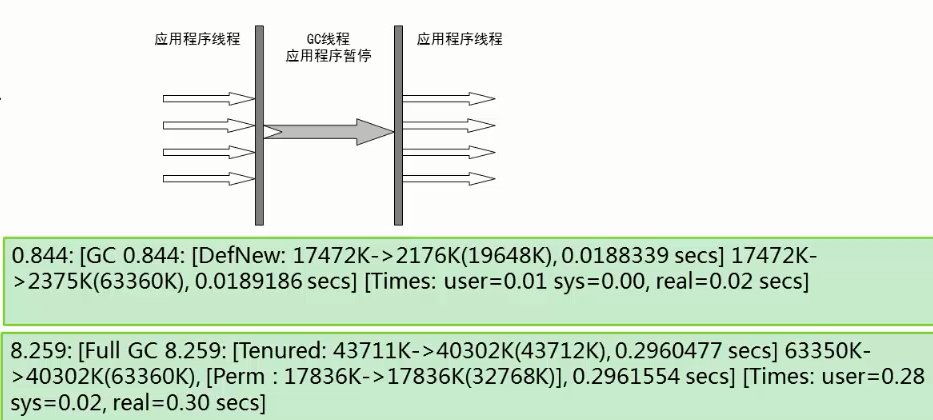 应用程序线程
GC线程
应用程序暂停
应用程序线程
0.844: [GC 0.844: [DefNew: 17472K->2176K(19648K), 0.0188339 secs] 17472K-
>2375K(63360K), 0.0189186 secs] [Times: user=0.01 sys=0.00, real=0.02 secs]
8.259: [Full GC 8.259: [Tenured: 43711K->40302K(43712K), 0.2960477 secs] 63350K-
>40302K(63360K), [Perm : 17836K->17836K(32768K)], 0.2961554 secs] [Times: user=0.28
sys=0.02, real=0.30 secs]